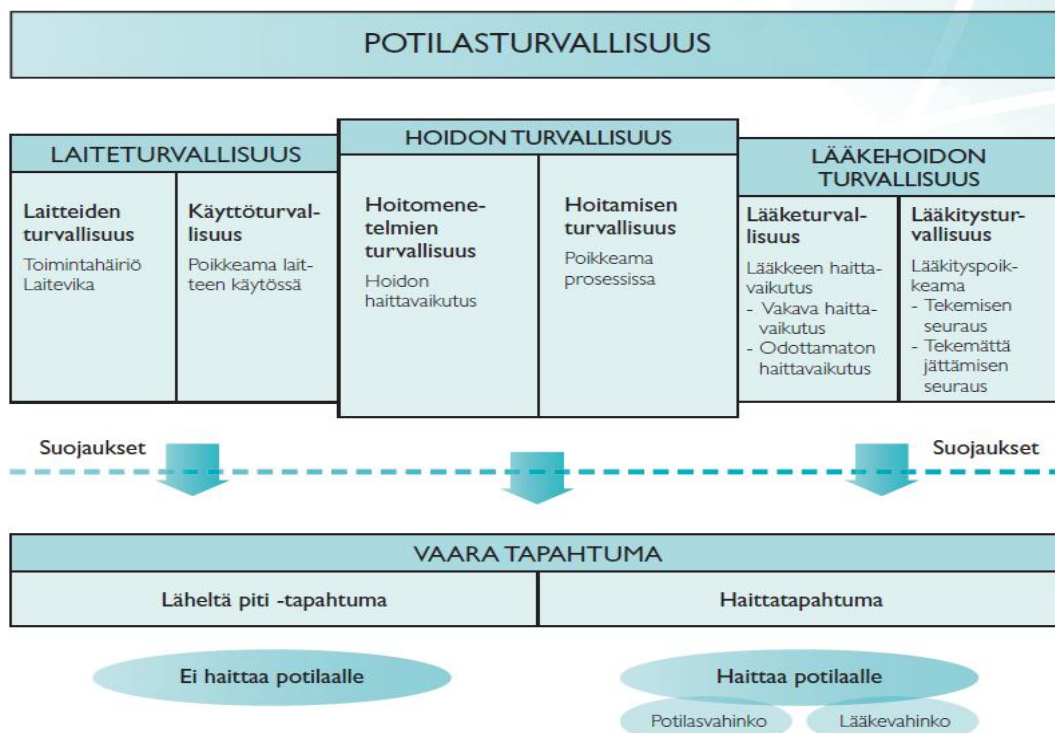 POTILASTURVALLISUUS
LAITETURVALLISUUS
Laitteiden
turvallisuus
Toimintahäiriö
Laitevika
Käyttöturval-
lisuus
Poikkeama lait-
teen käytössä
HOIDON TURVALLISUUS
Hoitomene-
telmien
turvallisuus
Hoidon
haittavaikutus
Hoitamisen
turvallisuus
Poikkeama
prosessissa
LÄÄKEHOIDON
TURVALLISUUS
Lääketurval-
lisuus
Lääkkeen haitta-
vaikutus
- Vakava haitta-
vaikutus
- Odottamaton
haittavaikutus
Lääkitystur-
vallisuus
Lääkityspoik-
keama
- Tekemisen
seuraus
- Tekemättä
jättämisen
seuraus
Suojaukset
Suojaukset
VAARA TAPAHTUMA
Läheltä piti -tapahtuma
Haittatapahtuma
Ei haittaa potilaalle
Haittaa potilaalle
Potilasvahinko
Lääkevahinko